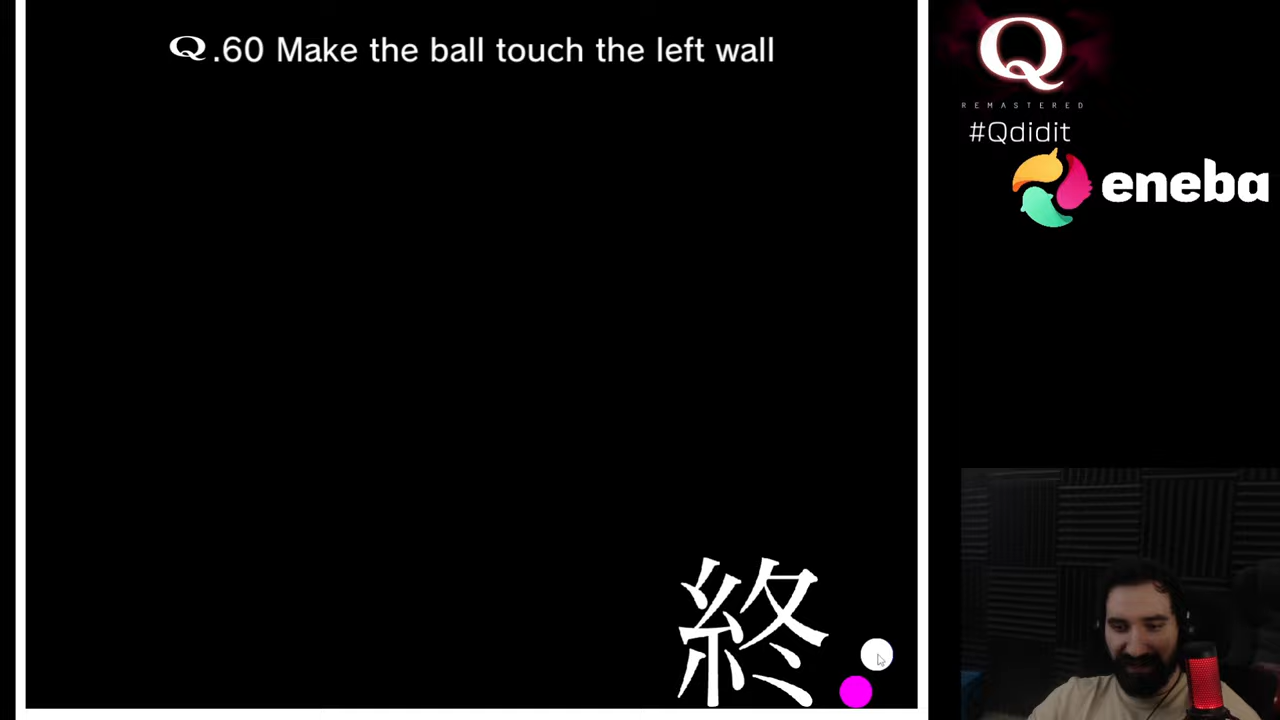 Q.60 Make the ball touch the left wall
Q
REMASTERED
#Qdidit
eneba
終